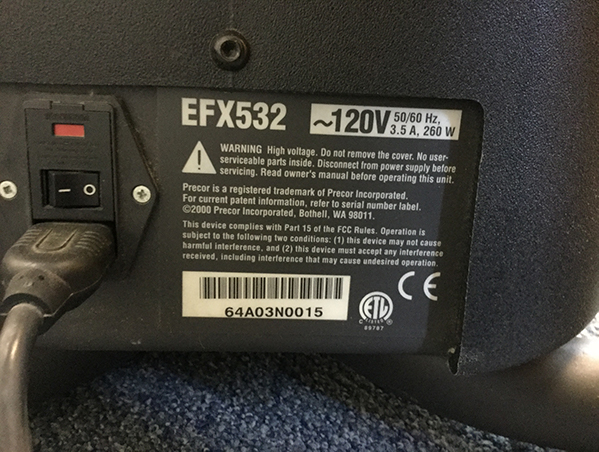 EFX532
~120V 50/60 Hz,
3.5 A, 260 W
WARNING High voltage. Do not remove the cover. No user-
serviceable parts inside. Disconnect from power supply before
servicing. Read owner's manual before operating this unit.
Precor is a registered trademark of Precor Incorporated.
For current patent information, refer to serial number label.
©2000 Precor Incorporated, Bothell, WA 98011.
This device complies with Part 15 of the FCC Rules. Operation is
subject to the following two conditions: (1) this device may not cause
harmful interference, and (2) this device must accept any interference
received, including interference that may cause undesired operation.
64A03N0015
ETL
CE
69787
– O